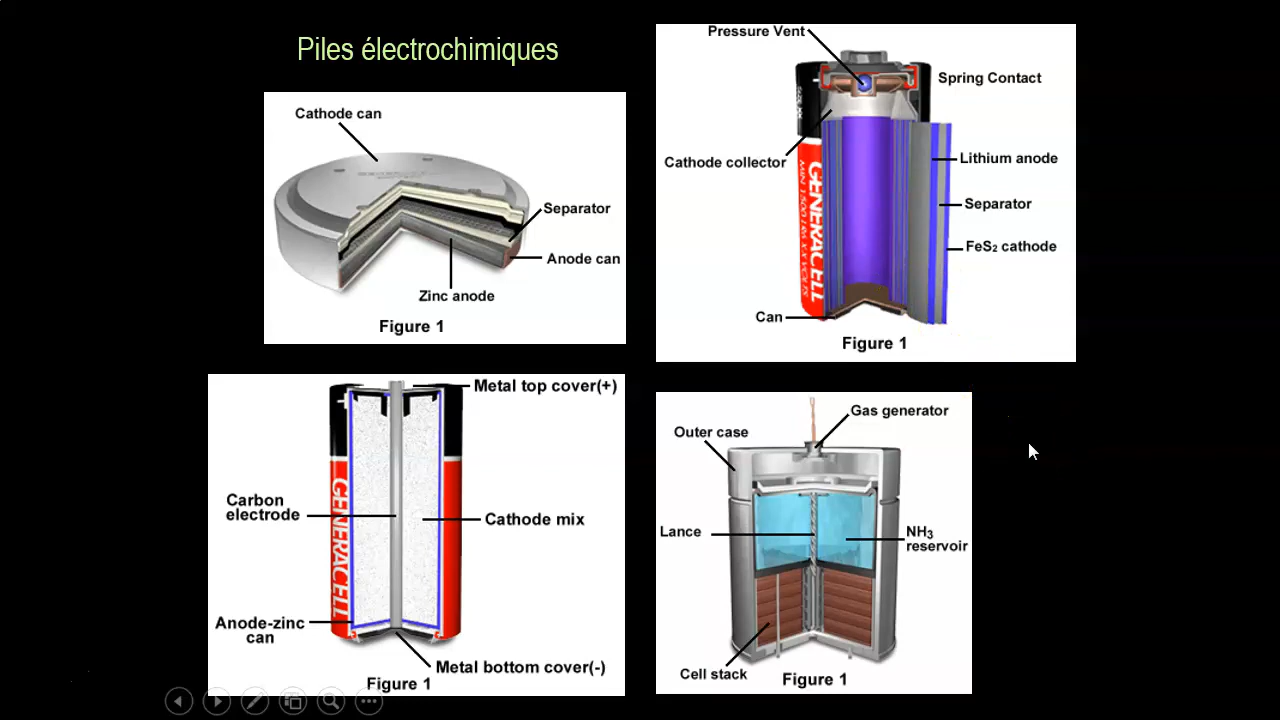 Piles électrochimiques
Cathode can
Separator
Anode can
Zinc anode
Figure 1
Pressure Vent
Spring Contact
Cathode collector
Lithium anode
Separator
FeS₂ cathode
GENERACELL
Can
Figure 1
Metal top cover(+)
Carbon
electrode
Cathode mix
GENERACELL
Anode-zinc
can
Metal bottom cover(-)
Figure 1
Gas generator
Outer case
Lance
NH₃
reservoir
Cell stack
Figure 1